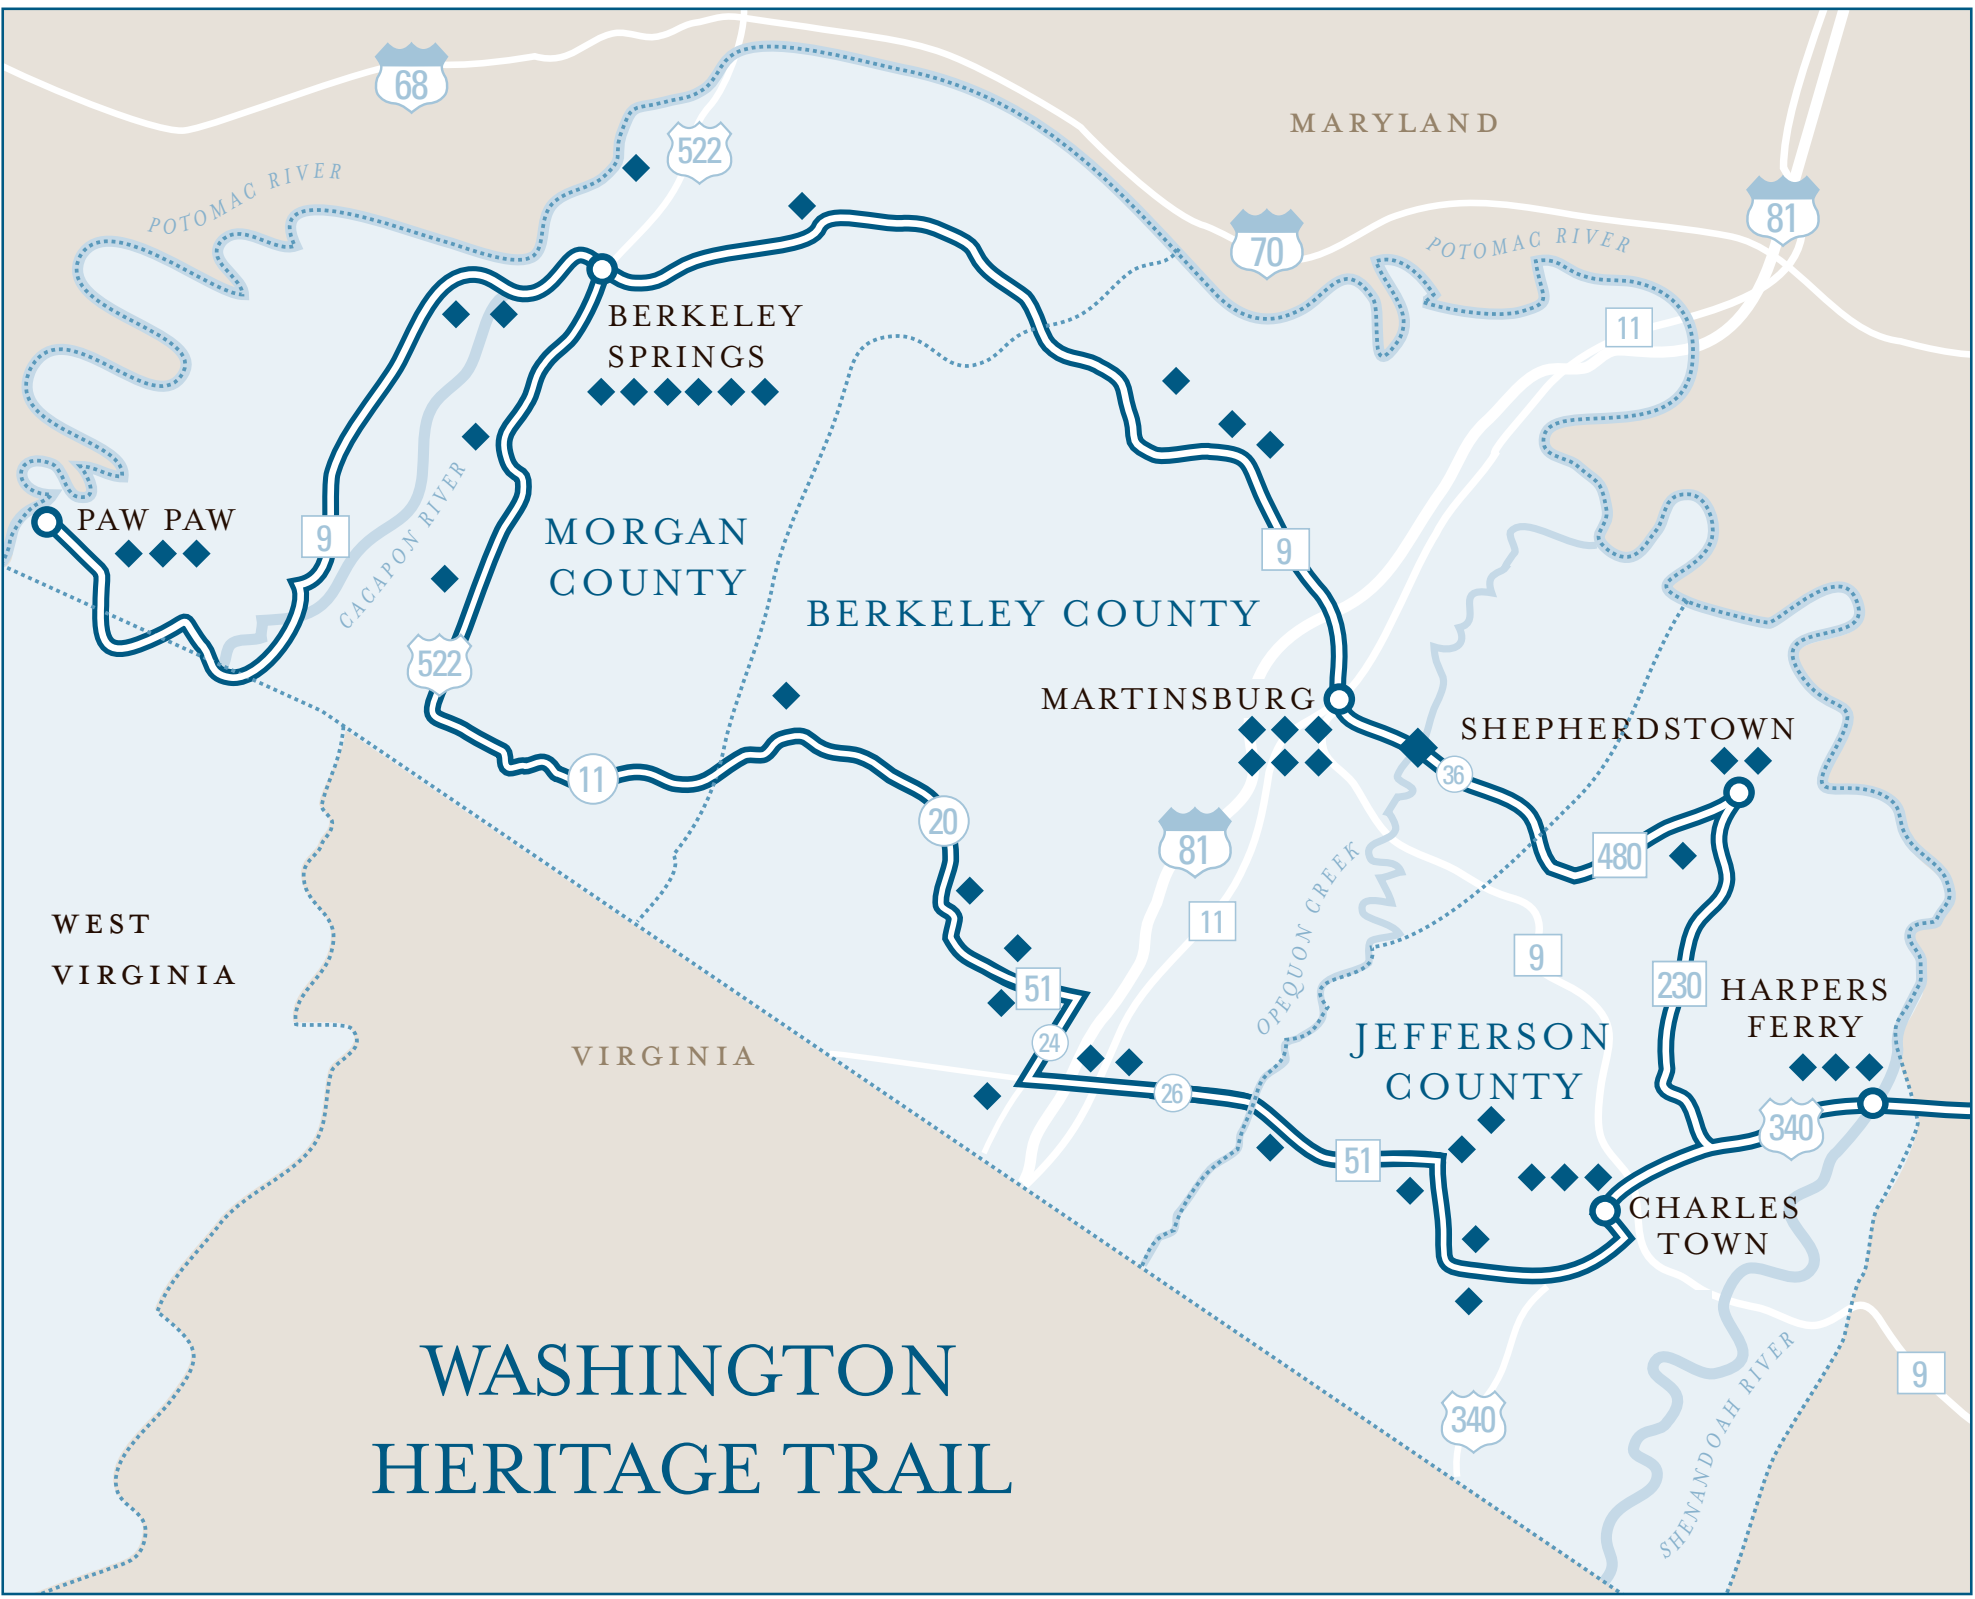 68
522
MARYLAND
POTOMAC RIVER
81
70
POTOMAC RIVER
11
BERKELEY
SPRINGS
PAW PAW
9
CACAPON RIVER
MORGAN
COUNTY
9
BERKELEY COUNTY
522
MARTINSBURG
SHEPHERDSTOWN
11
36
20
81
480
OPEQUON CREEK
11
9
WEST
VIRGINIA
51
230
HARPERS
FERRY
24
VIRGINIA
JEFFERSON
COUNTY
26
340
51
CHARLES
TOWN
WASHINGTON
HERITAGE TRAIL
9
340
SHENANDOAH RIVER